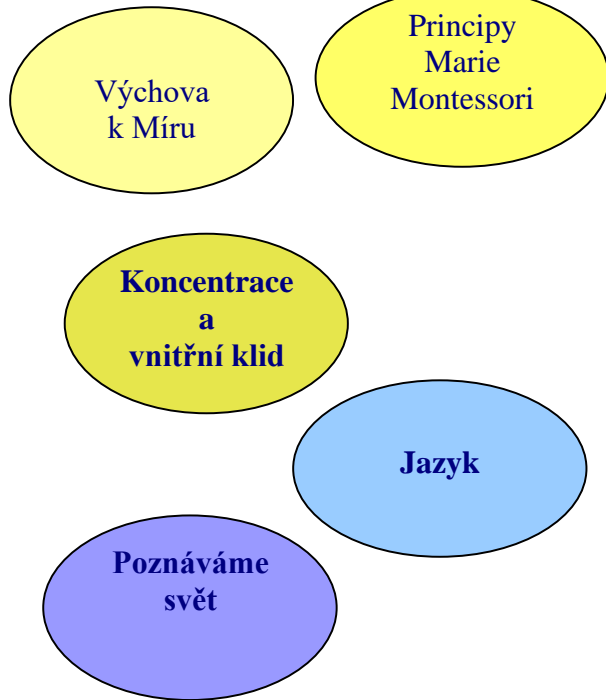 Výchova
k Míru
Principy
Marie
Montessori
Koncentrace
a
vnitřní klid
Jazyk
Poznáváme
svět